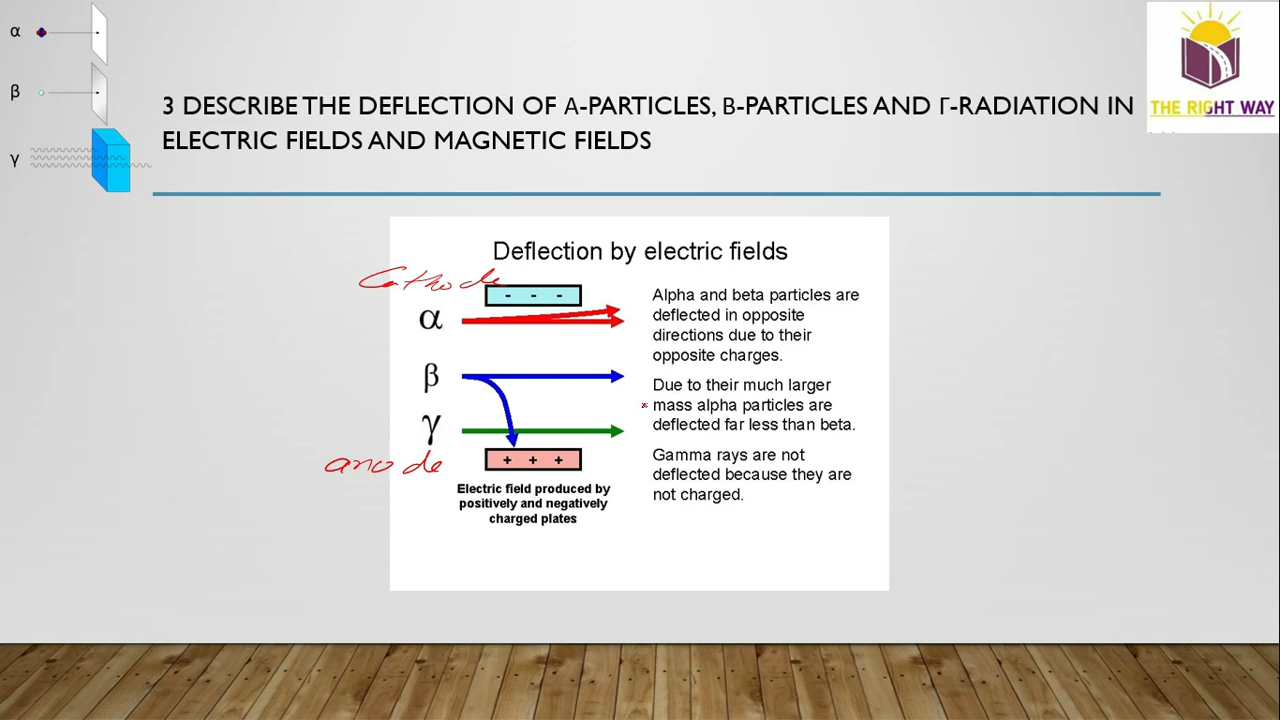 α
β
γ
THE RIGHT WAY
3 DESCRIBE THE DEFLECTION OF Α-PARTICLES, Β-PARTICLES AND Γ-RADIATION IN
ELECTRIC FIELDS AND MAGNETIC FIELDS
Deflection by electric fields
Cathode
- - -
α
β
γ
anode
+ + +
Electric field produced by
positively and negatively
charged plates
Alpha and beta particles are
deflected in opposite
directions due to their
opposite charges.
Due to their much larger
mass alpha particles are
deflected far less than beta.
Gamma rays are not
deflected because they are
not charged.